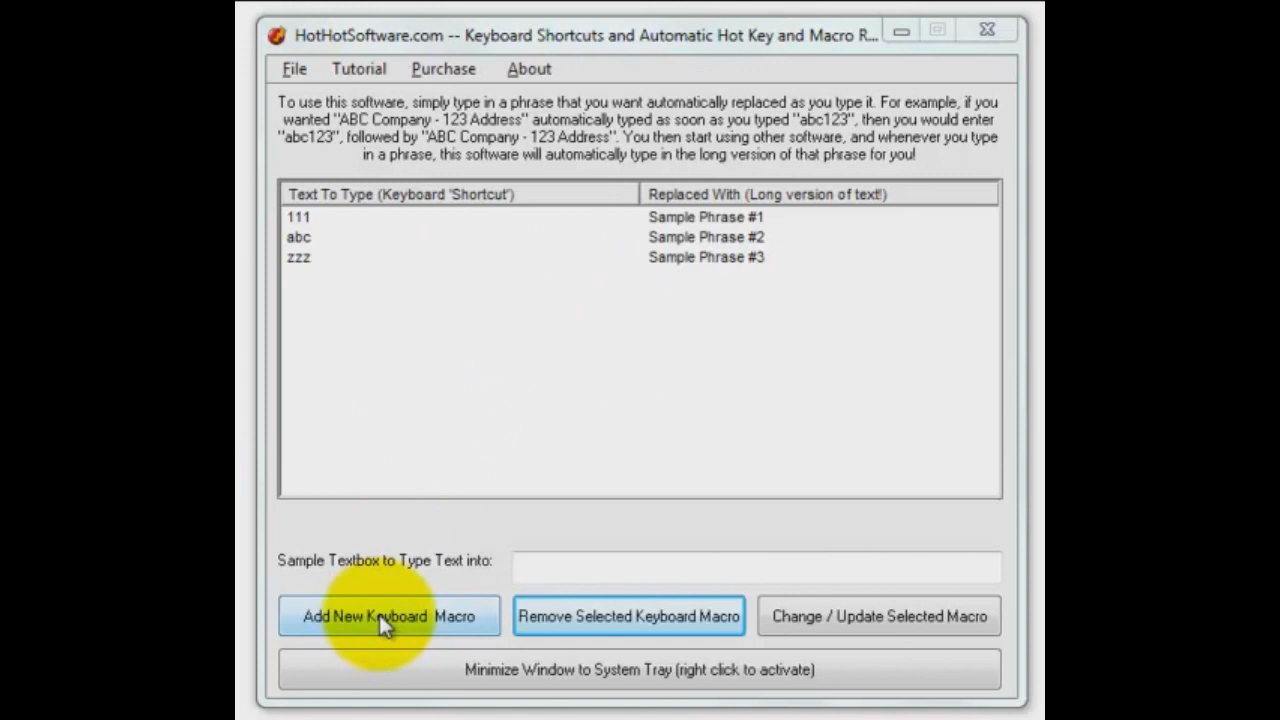 HotHotSoftware.com -- Keyboard Shortcuts and Automatic Hot Key and Macro R...
File Tutorial Purchase About
To use this software, simply type in a phrase that you want automatically replaced as you type it. For example, if you
wanted "ABC Company - 123 Address" automatically typed as soon as you typed "abc123", then you would enter
"abc123", followed by "ABC Company - 123 Address". You then start using other software, and whenever you type
in a phrase, this software will automatically type in the long version of that phrase for you!
Text To Type (Keyboard 'Shortcut') Replaced With (Long version of text!)
111 Sample Phrase #1
abc Sample Phrase #2
zzz Sample Phrase #3
Sample Textbox to Type Text into:
Add New Keyboard Macro Remove Selected Keyboard Macro Change / Update Selected Macro
Minimize Window to System Tray (right click to activate)